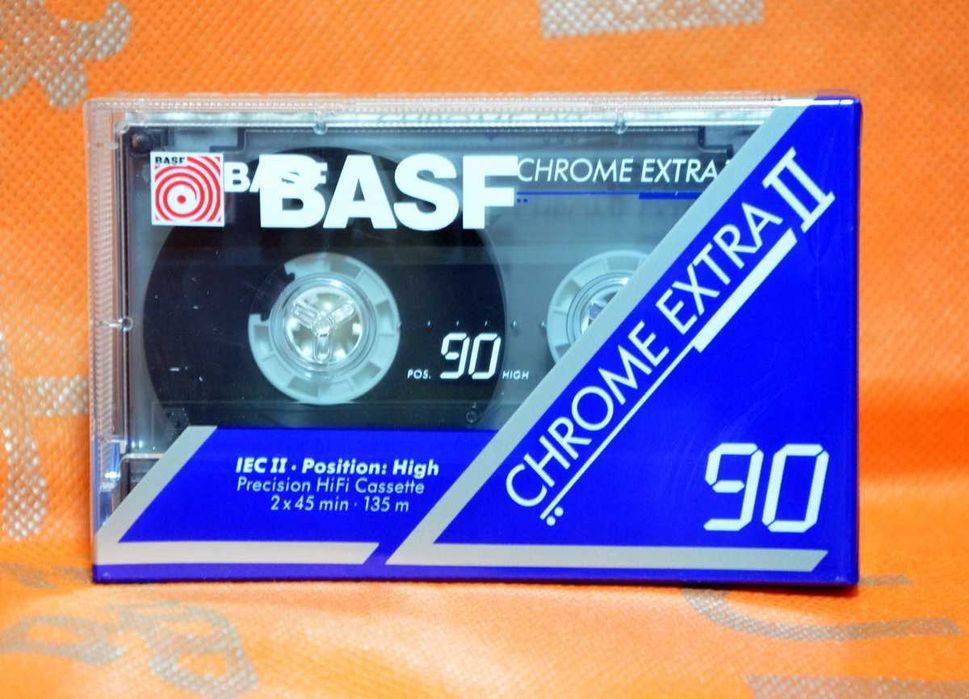 BASF
BASF
BASF
CHROME EXTRA
CHROME EXTRA II
POS. 90 HIGH
IEC II · Position: High
Precision HiFi Cassette
2 x 45 min · 135 m
90